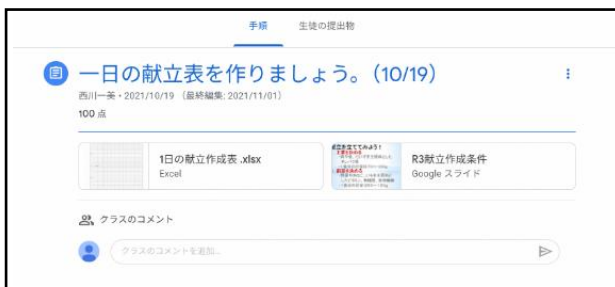 手順
生徒の提出物
一日の献立表を作りましょう。(10/19)
西川一美・2021/10/19 (最終編集: 2021/11/01)
100 点
1日の献立作成表 .xlsx
Excel
R3献立作成条件
Google スライド
クラスのコメント
クラスのコメントを追加...